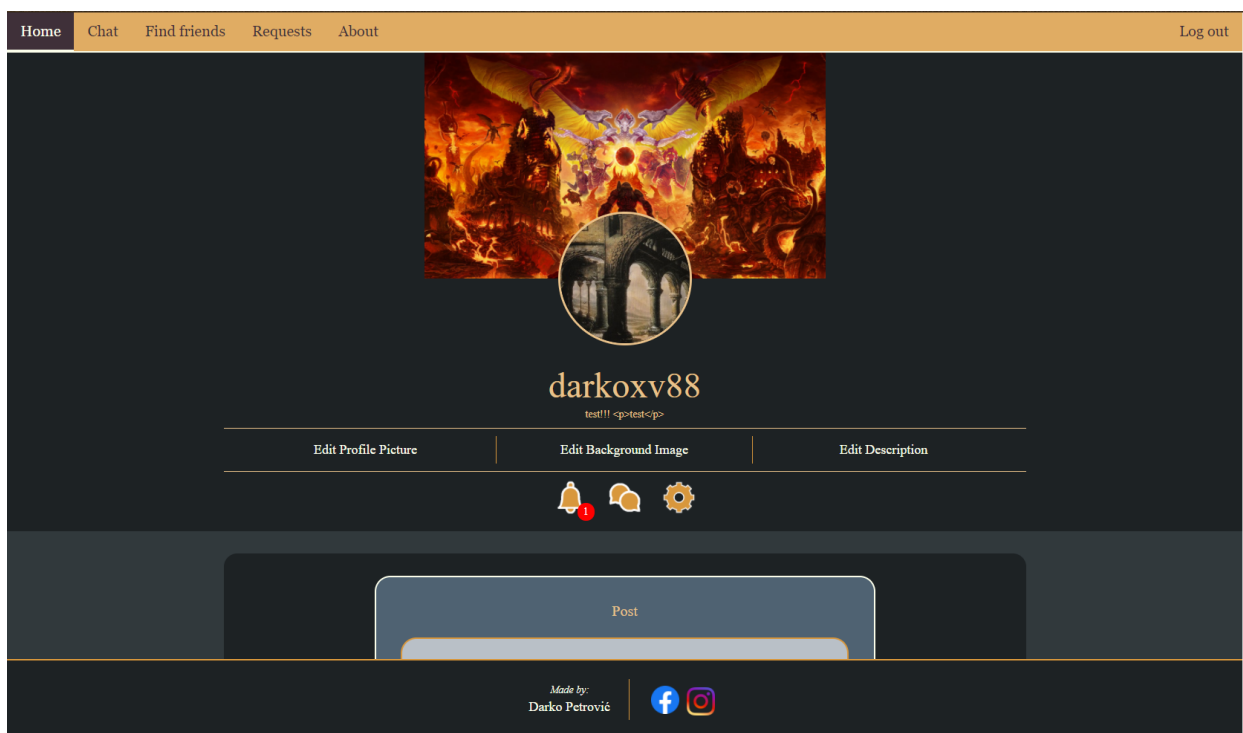 Home Chat Find friends Requests About Log out
darkoxv88
test!!! <p>test</p>
Edit Profile Picture Edit Background Image Edit Description
1
Post
Made by:
Darko Petrović